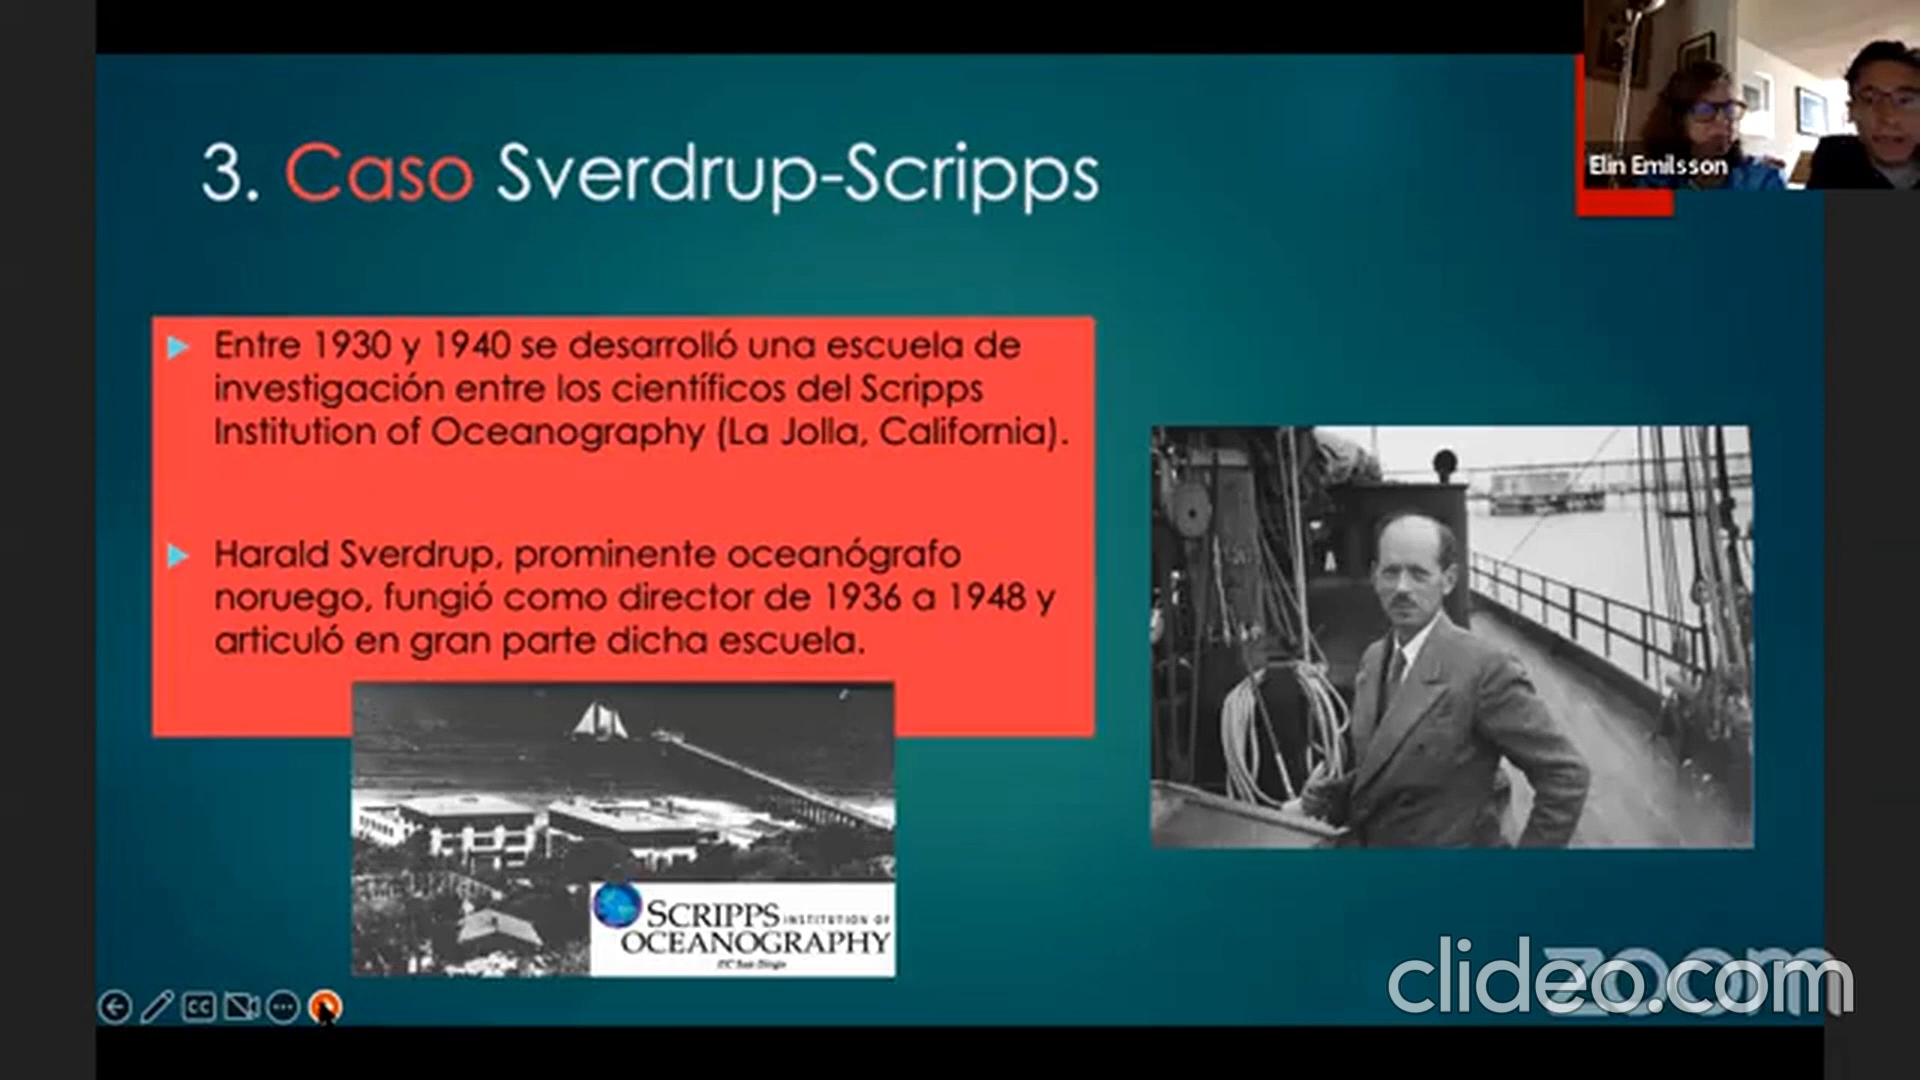 3. Caso Sverdrup-Scripps
Elin Emilsson
Entre 1930 y 1940 se desarrolló una escuela de
investigación entre los científicos del Scripps
Institution of Oceanography (La Jolla, California).
Harald Sverdrup, prominente oceanógrafo
noruego, fungió como director de 1936 a 1948 y
articuló en gran parte dicha escuela.
SCRIPPS INSTITUTION OF
OCEANOGRAPHY
UC San Diego
CC
zoom
clideo.com